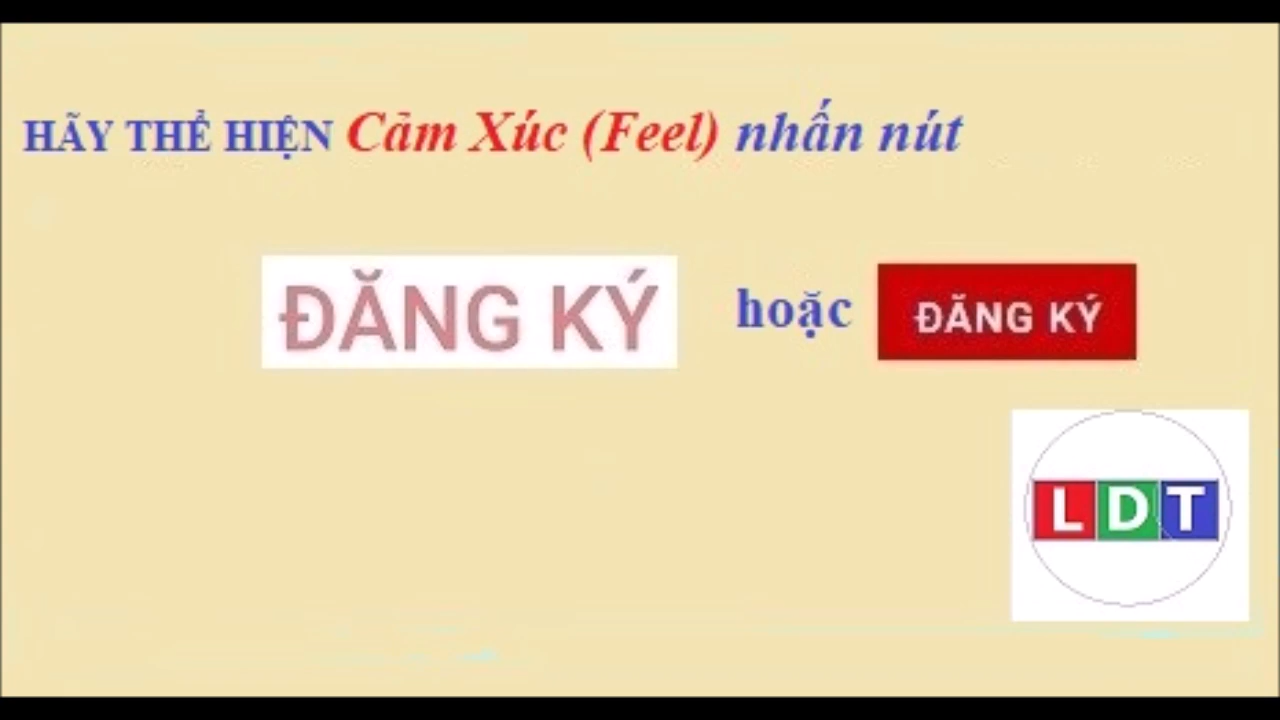 HÃY THỂ HIỆN Cảm Xúc (Feel) nhấn nút
ĐĂNG KÝ hoặc ĐĂNG KÝ
LDT